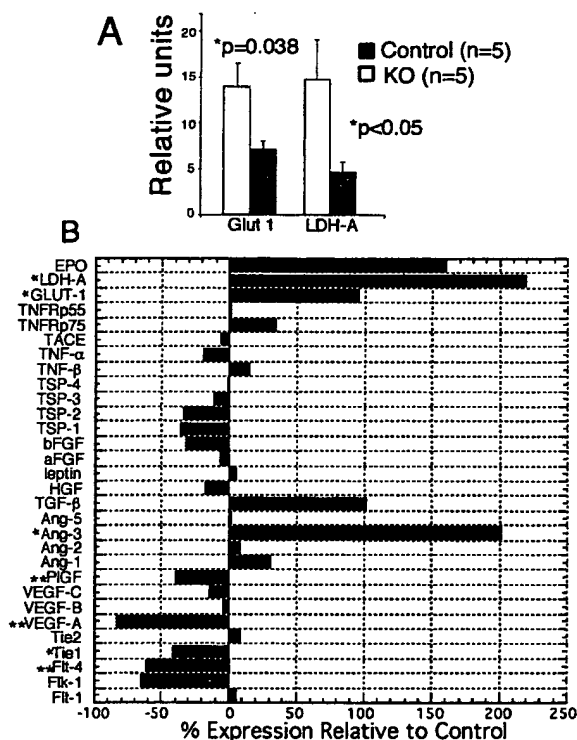 A
Relative units
20
15
10
5
0
*p=0.038
Control (n=5)
KO (n=5)
*p<0.05
Glut 1
LDH-A
B
EPO
*LDH-A
*GLUT-1
TNFRp55
TNFRp75
TACE
TNF-α
TNF-β
TSP-4
TSP-3
TSP-2
TSP-1
bFGF
aFGF
leptin
HGF
TGF-β
Ang-5
*Ang-3
Ang-2
Ang-1
**PlGF
VEGF-C
VEGF-B
**VEGF-A
Tie2
*Tie1
**Flt-4
Flk-1
Flt-1
-100 -50 0 50 100 150 200 250
% Expression Relative to Control